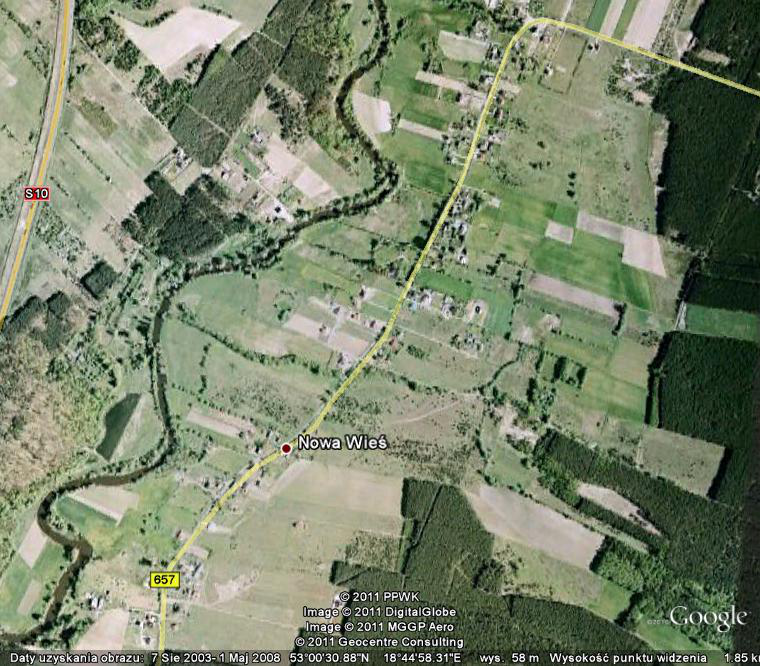 S10
Nowa Wieś
657
© 2011 PPWK
Image © 2011 DigitalGlobe
Image © 2011 MGGP Aero
© 2011 Geocentre Consulting
©2010 Google
Daty uzyskania obrazu: 7 Sie 2003- 1 Maj 2008 53°00'30.88"N 18°44'58.31"E wys. 58 m Wysokość punktu widzenia 1.85